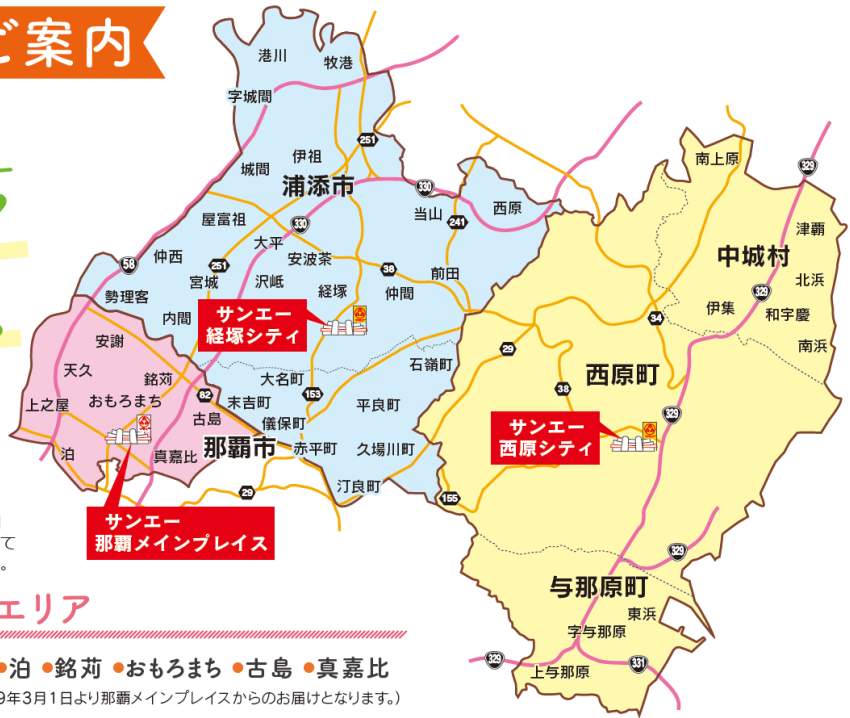 ご案内
港川
牧港
字城間
251
伊祖
城間
浦添市
330
当山
西原
241
屋富祖
330
大平
安波茶
58
仲西
251
38
前田
宮城
沢岻
経塚
仲間
勢理客
内間
サンエー
経塚シティ
安謝
石嶺町
天久
銘苅
大名町
153
82
おもろまち
末吉町
平良町
上之屋
古島
儀保町
那覇市
赤平町
久場川町
泊
真嘉比
汀良町
29
155
サンエー
那覇メインプレイス
南上原
329
津覇
中城村
北浜
329
伊集
和宇慶
34
南浜
29
西原町
38
329
サンエー
西原シティ
329
与那原町
東浜
字与那原
329
331
上与那原
て
。
エリア
●泊 ●銘苅 ●おもろまち ●古島 ●真嘉比
9年3月1日より那覇メインプレイスからのお届けとなります。)